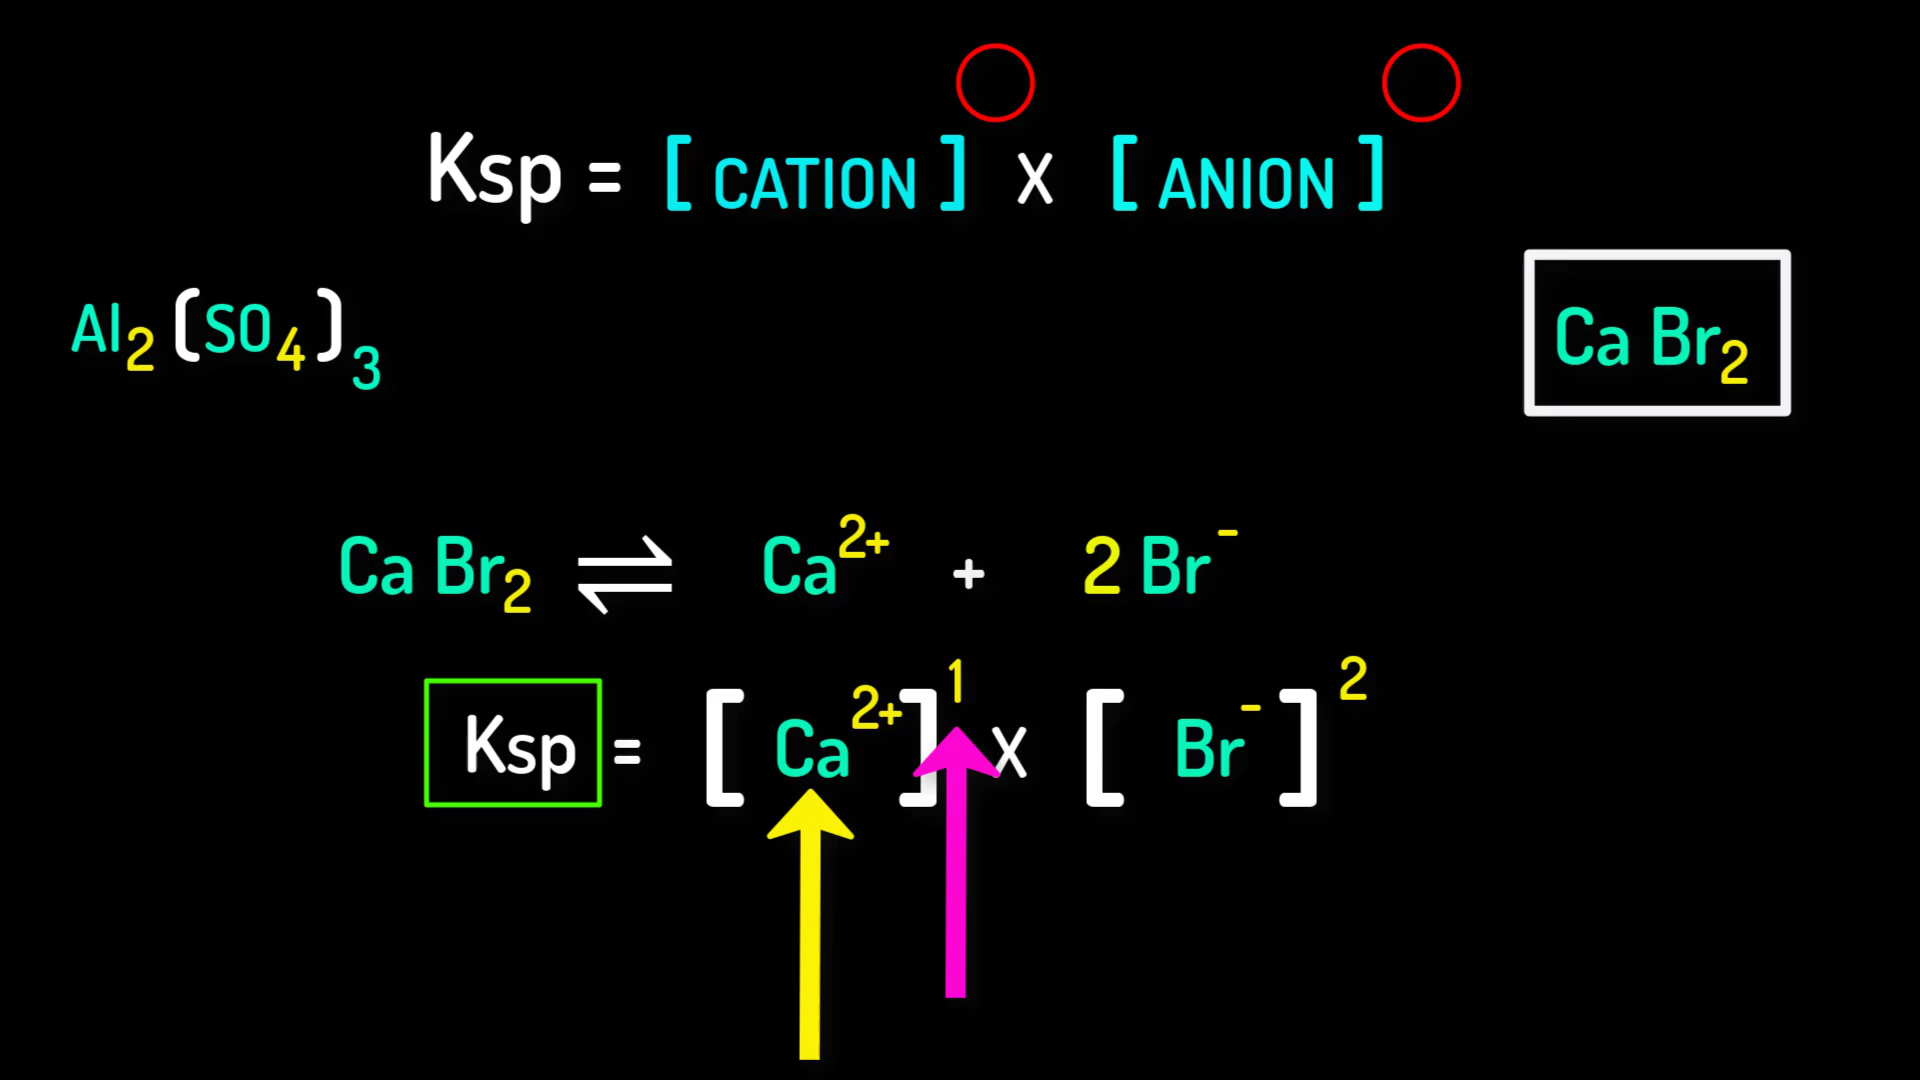 Ksp = [ CATION ] X [ ANION ]
Al₂(SO₄)₃
Ca Br₂
Ca Br₂ ⇌ Ca²⁺ + 2 Br⁻
Ksp = [ Ca²⁺ ]¹ X [ Br⁻ ]²